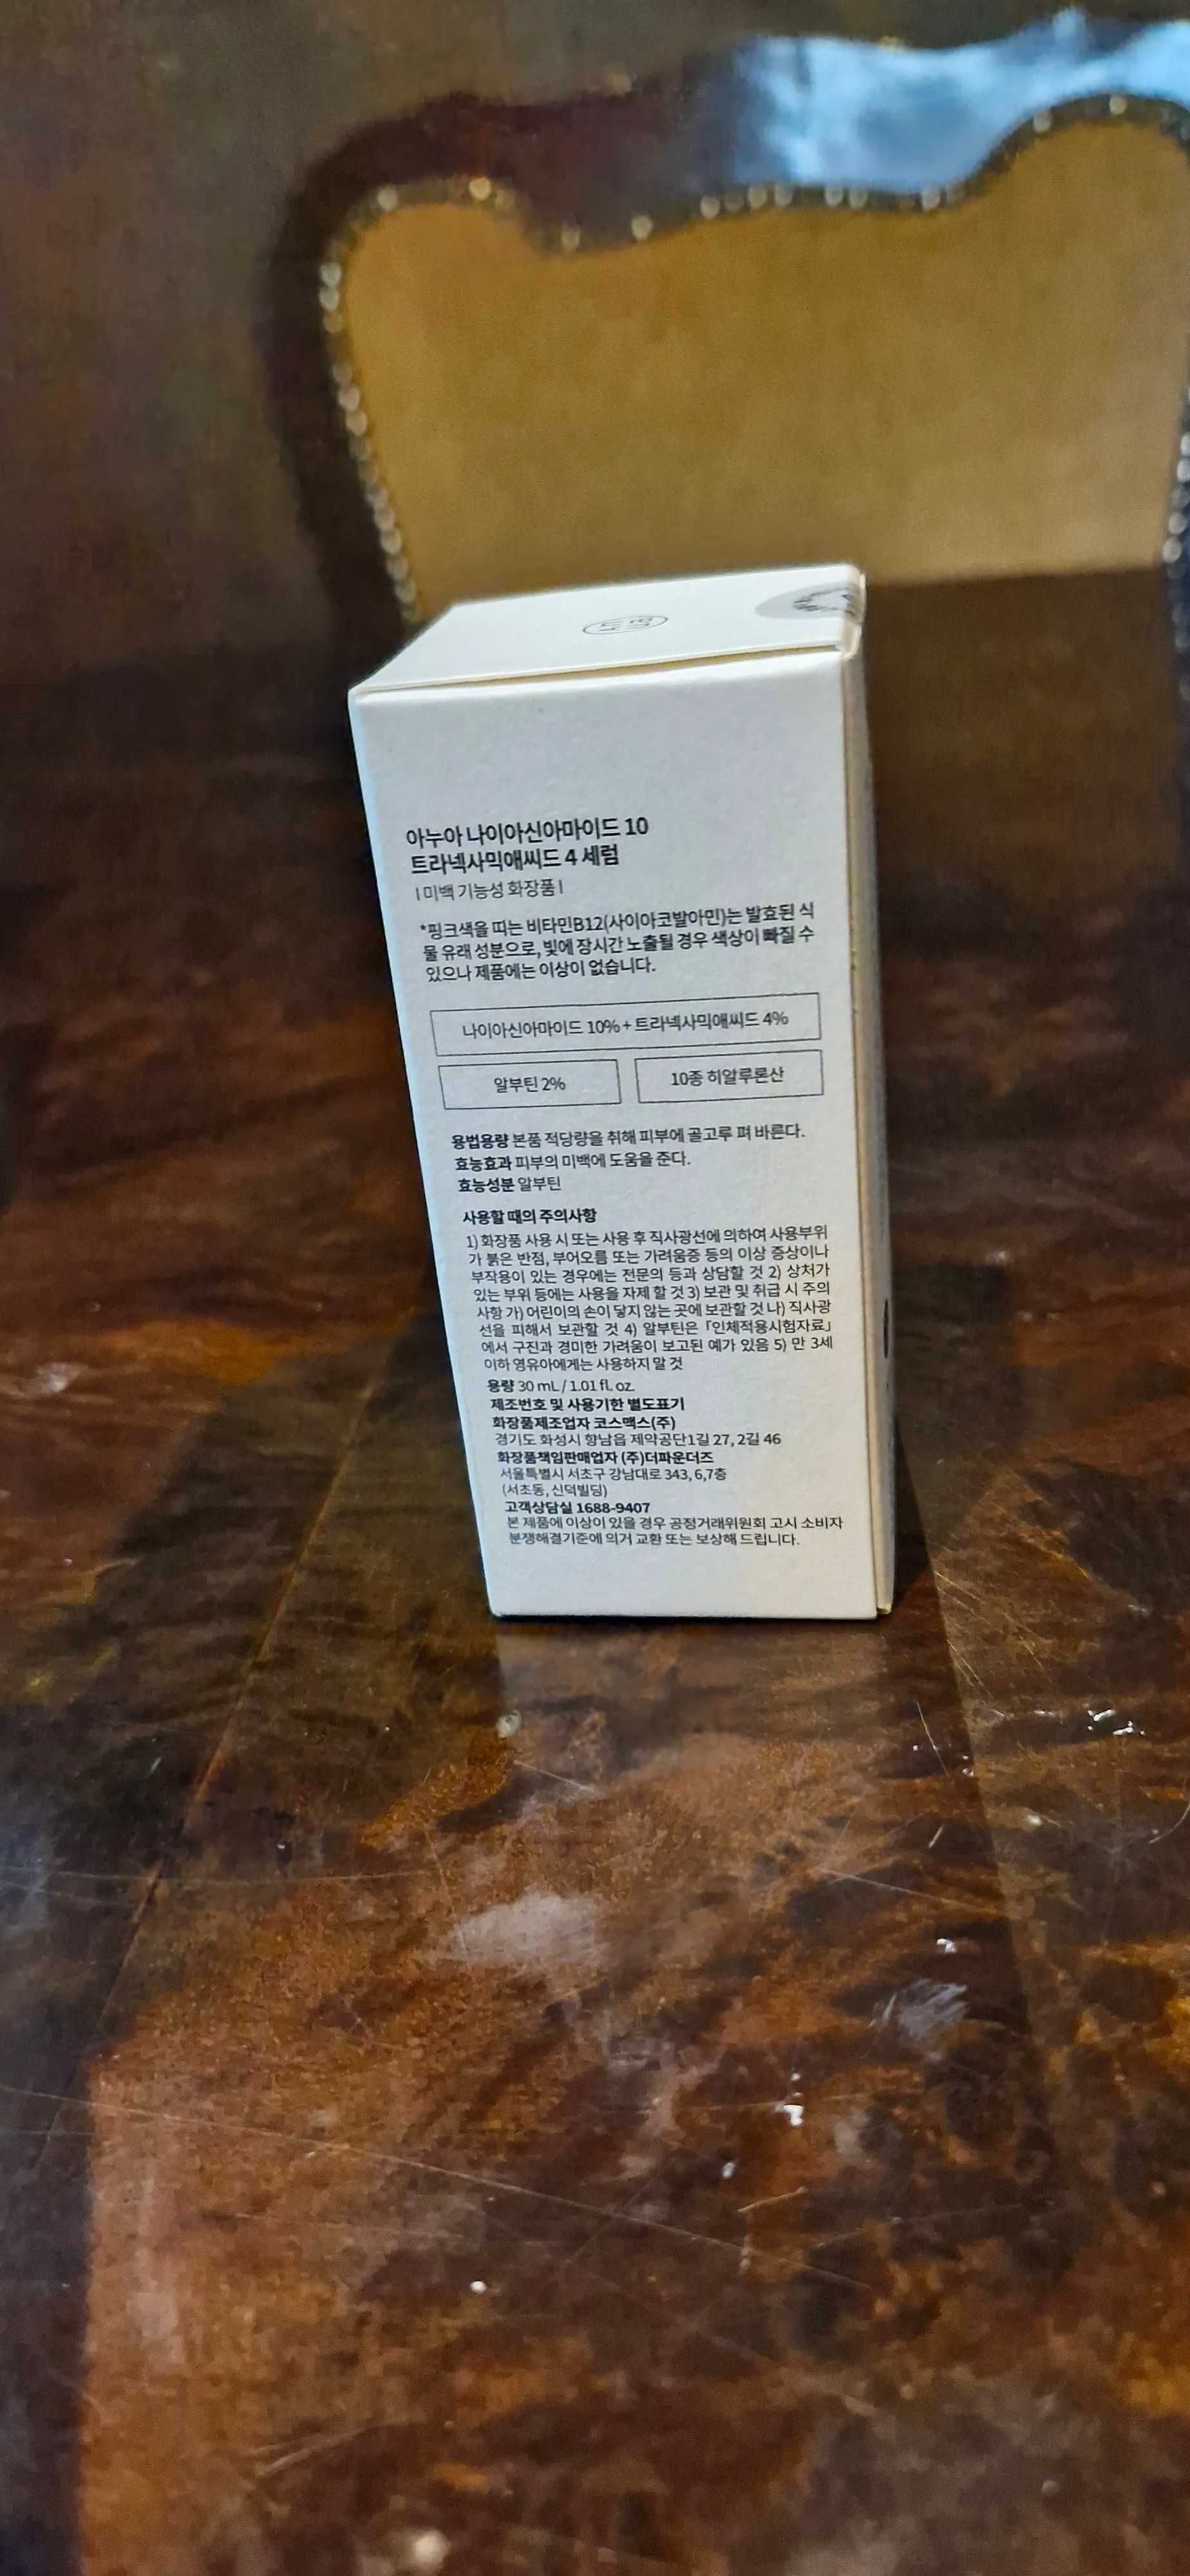 아누아 나이아신아마이드 10
트라넥사믹애씨드 4 세럼
| 미백 기능성 화장품 |
*핑크색을 띠는 비타민B12(사이아코발아민)는 발효된 식
물 유래 성분으로, 빛에 장시간 노출될 경우 색상이 빠질 수
있으나 제품에는 이상이 없습니다.
나이아신아마이드 10% + 트라넥사믹애씨드 4%
알부틴 2%
10종 히알루론산
용법용량 본품 적당량을 취해 피부에 골고루 펴 바른다.
효능효과 피부의 미백에 도움을 준다.
효능성분 알부틴
사용할 때의 주의사항
1) 화장품 사용 시 또는 사용 후 직사광선에 의하여 사용부위
가 붉은 반점, 부어오름 또는 가려움증 등의 이상 증상이나
부작용이 있는 경우에는 전문의 등과 상담할 것 2) 상처가
있는 부위 등에는 사용을 자제 할 것 3) 보관 및 취급 시 주의
사항 가) 어린이의 손이 닿지 않는 곳에 보관할 것 나) 직사광
선을 피해서 보관할 것 4) 알부틴은 「인체적용시험자료」
에서 구진과 경미한 가려움이 보고된 예가 있음 5) 만 3세
이하 영유아에게는 사용하지 말 것
용량 30 mL / 1.01 fl. oz.
제조번호 및 사용기한 별도표기
화장품제조업자 코스맥스(주)
경기도 화성시 향남읍 제약공단1길 27, 2길 46
화장품책임판매업자 (주)더파운더즈
서울특별시 서초구 강남대로 343, 6,7층
(서초동, 신덕빌딩)
고객상담실 1688-9407
본 제품에 이상이 있을 경우 공정거래위원회 고시 소비자
분쟁해결기준에 의거 교환 또는 보상해 드립니다.